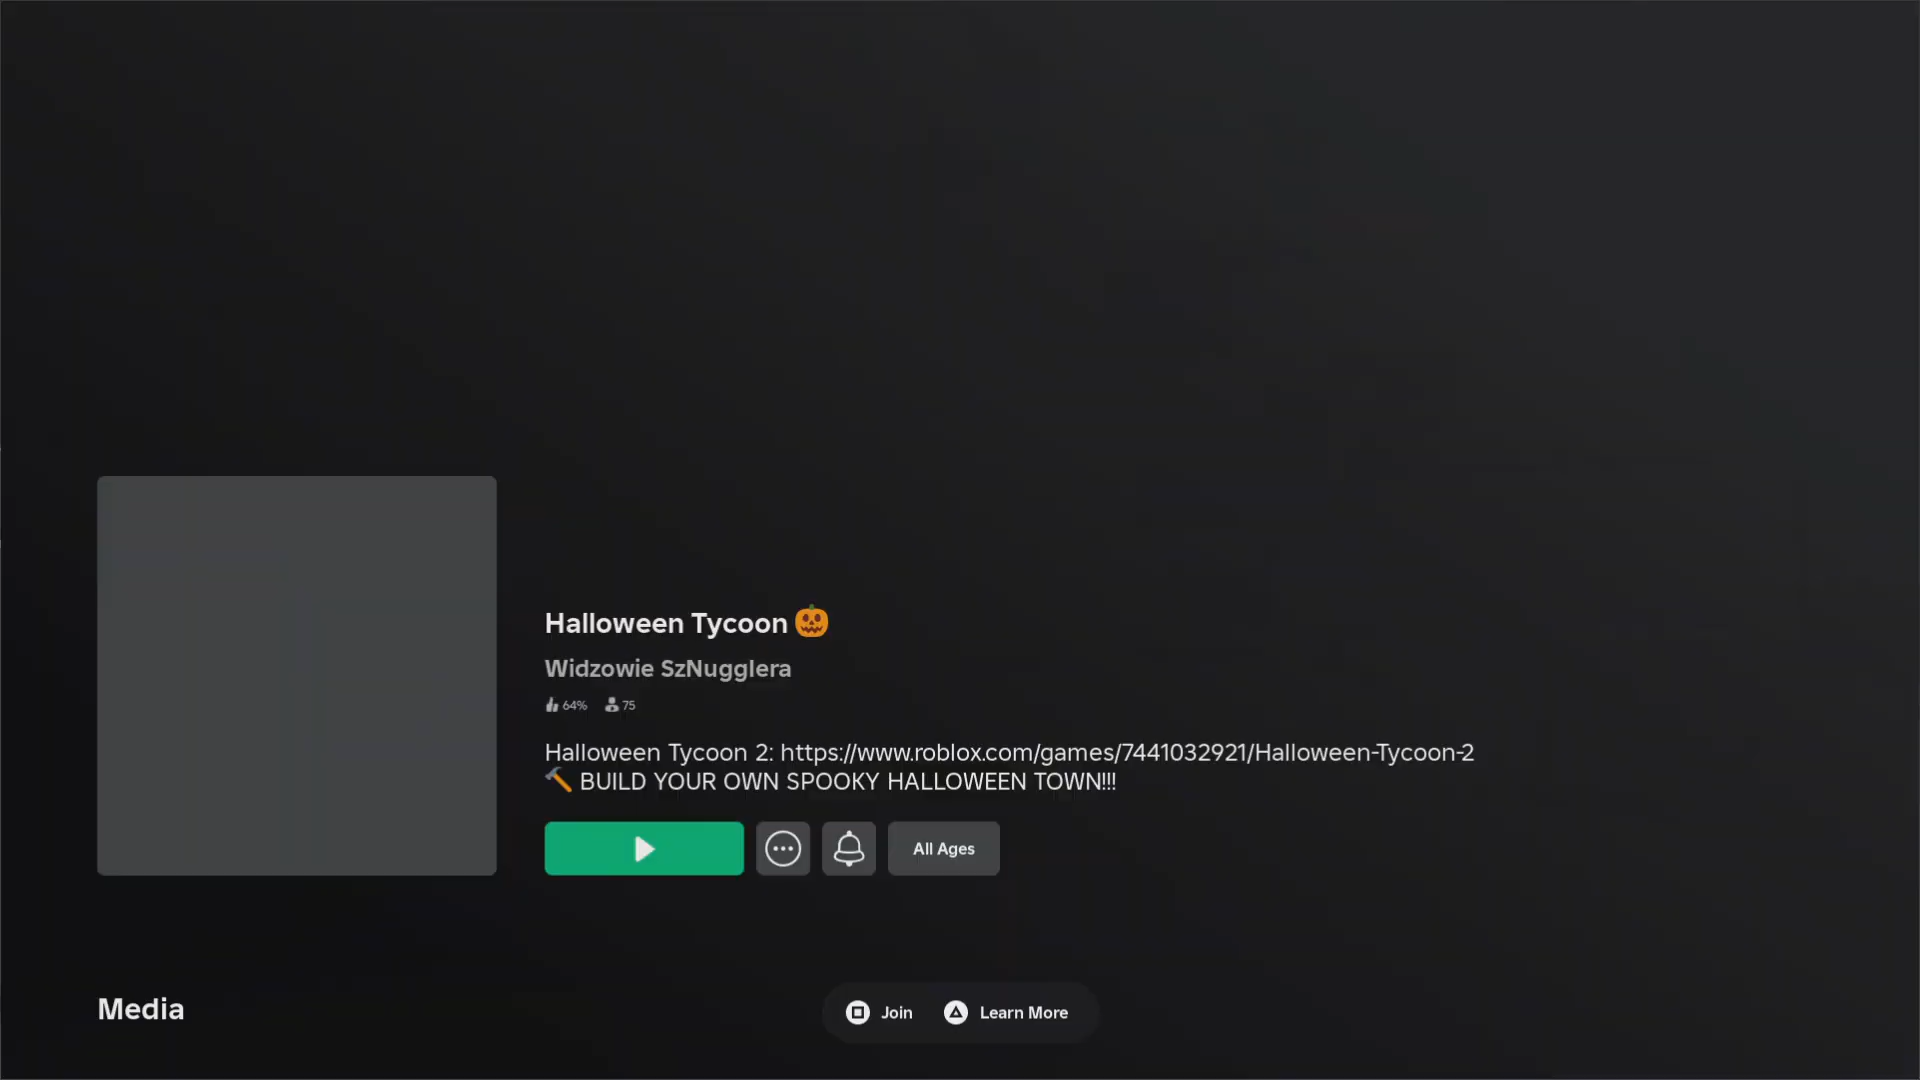 Halloween Tycoon 🎃
Widzowie SzNugglera
64% 75
Halloween Tycoon 2: https://www.roblox.com/games/7441032921/Halloween-Tycoon-2
🔨 BUILD YOUR OWN SPOOKY HALLOWEEN TOWN!!!
All Ages
Media
Join Learn More